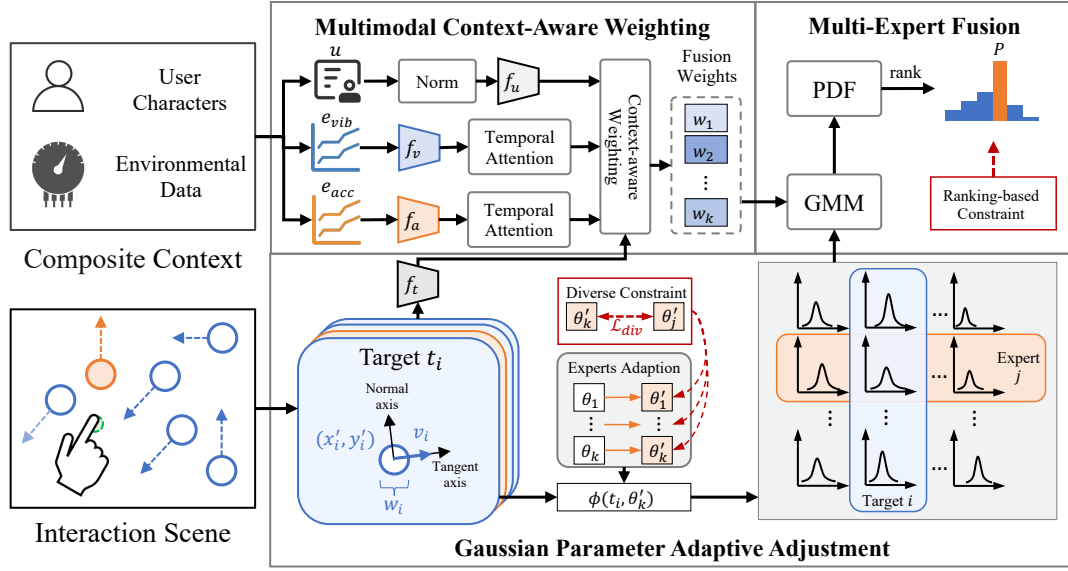 Multimodal Context-Aware Weighting
Multi-Expert Fusion
User
Characters
Environmental
Data
Composite Context
u
Norm
f_u
e_vib
f_v
Temporal
Attention
e_acc
f_a
Temporal
Attention
Context-aware
Weighting
Fusion
Weights
w_1
w_2
⋮
w_k
PDF
rank
P
GMM
Ranking-based
Constraint
Interaction Scene
f_t
Target t_i
Normal
axis
(x'_i, y'_i)
v_i
Tangent
axis
w_i
Diverse Constraint
θ'_k
ℒ_div
θ'_j
Experts Adaption
θ_1
θ'_1
⋮
⋮
θ_k
θ'_k
ϕ(t_i, θ'_k)
...
Expert
j
...
⋮
⋮
...
Target i
Gaussian Parameter Adaptive Adjustment